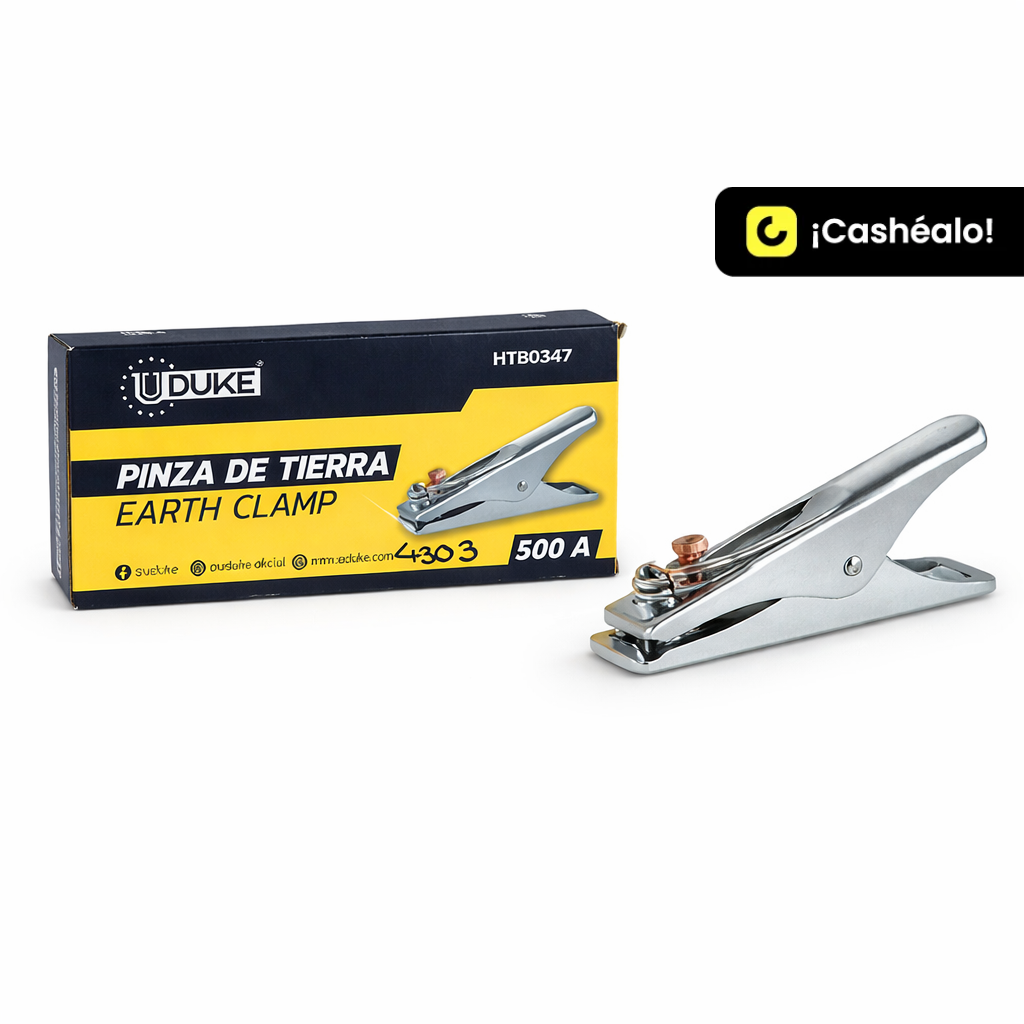 ¡Cashéalo!
HTB0347
UDUKE®
PINZA DE TIERRA
EARTH CLAMP
4303
500 A